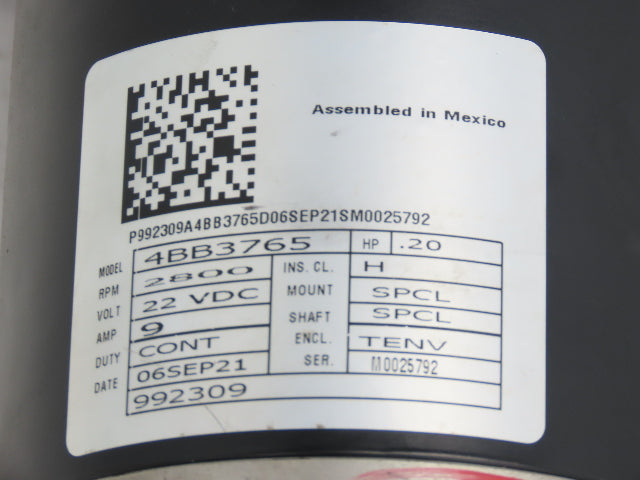 Assembled in Mexico
P992309A4BB3765D06SEP21SM0025792
MODEL 4BB3765 HP .20
RPM 2800 INS. CL. H
VOLT 22 VDC MOUNT SPCL
AMP 9 SHAFT SPCL
DUTY CONT ENCL. TENV
DATE 06SEP21 SER. M0025792
992309